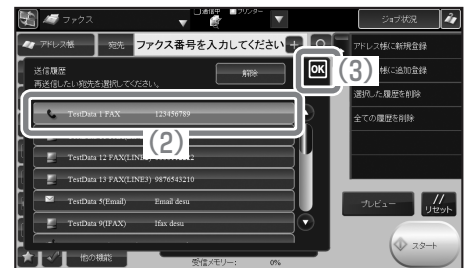 ファクス
送信中
プリンター
ジョブ状況
アドレス帳
宛先
ファクス番号を入力してください
送信履歴
再送信したい宛先を選択してください。
解除
OK
(3)
アドレス帳に新規登録
帳に追加登録
選択した履歴を削除
全ての履歴を削除
TestData 1 FAX 123456789
(2)
TestData 12 FAX(LINE
TestData 13 FAX(LINE3) 9876543210
TestData 5(Email) Email desu
TestData 9(IFAX) Ifax desu
プレビュー
リセット
スタート
他の機能
受信メモリー: 0%